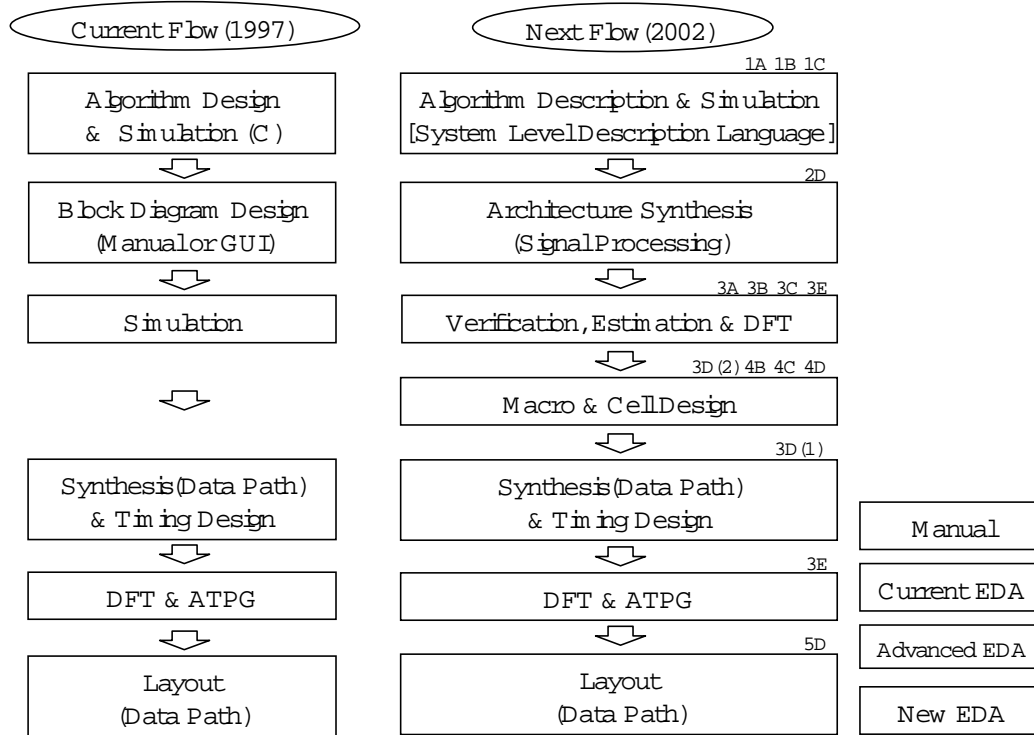 Current Flow (1997)
Algorithm Design
& Simulation (C)
Block Diagram Design
(Manual or GUI)
Simulation
Synthesis(Data Path)
& Timing Design
DFT & ATPG
Layout
(Data Path)
Next Flow (2002)
1A 1B 1C
Algorithm Description & Simulation
[System Level Description Language]
2D
Architecture Synthesis
(Signal Processing)
3A 3B 3C 3E
Verification, Estimation & DFT
3D(2) 4B 4C 4D
Macro & Cell Design
3D(1)
Synthesis(Data Path)
& Timing Design
3E
DFT & ATPG
5D
Layout
(Data Path)
Manual
Current EDA
Advanced EDA
New EDA